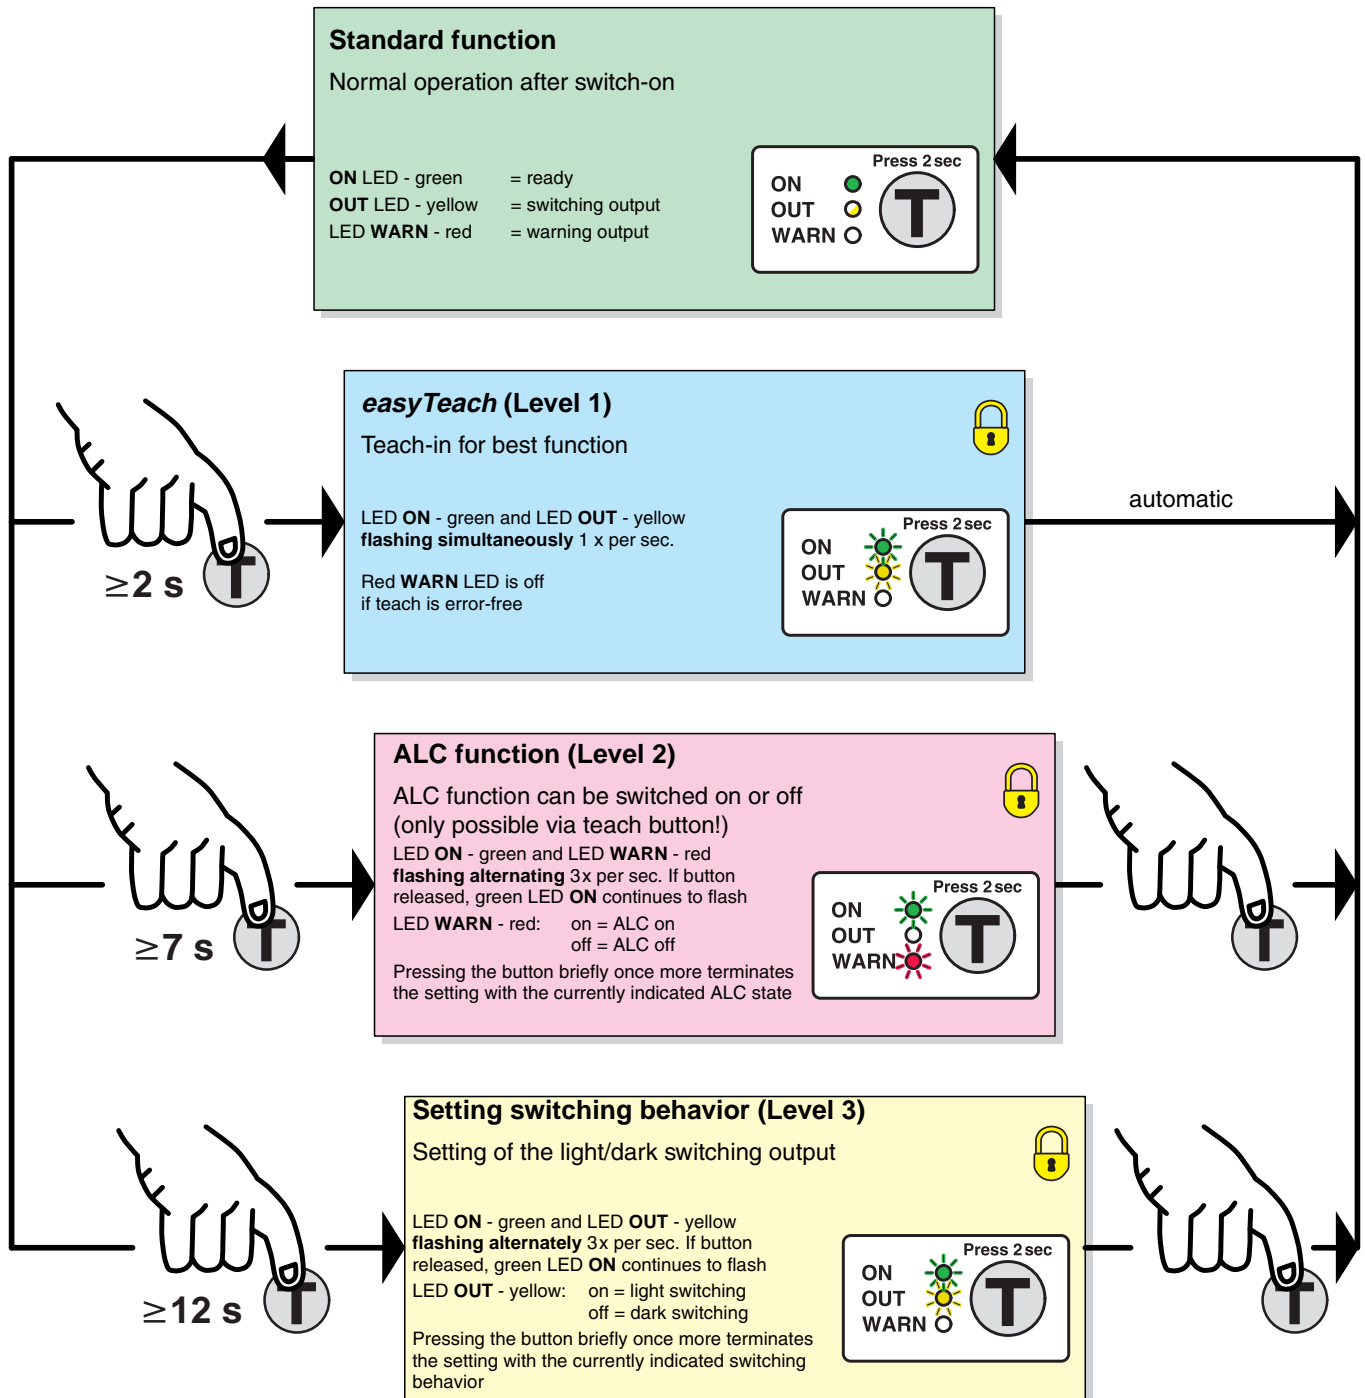 Standard function
Normal operation after switch-on
ON LED - green = ready
OUT LED - yellow = switching output
LED WARN - red = warning output
Press 2 sec
ON
OUT
WARN
T
easyTeach (Level 1)
Teach-in for best function
LED ON - green and LED OUT - yellow
flashing simultaneously 1 x per sec.
Red WARN LED is off
if teach is error-free
Press 2 sec
ON
OUT
WARN
T
≥2 s
T
automatic
ALC function (Level 2)
ALC function can be switched on or off
(only possible via teach button!)
LED ON - green and LED WARN - red
flashing alternating 3x per sec. If button
released, green LED ON continues to flash
LED WARN - red: on = ALC on
off = ALC off
Pressing the button briefly once more terminates
the setting with the currently indicated ALC state
Press 2 sec
ON
OUT
WARN
T
≥7 s
T
T
Setting switching behavior (Level 3)
Setting of the light/dark switching output
LED ON - green and LED OUT - yellow
flashing alternately 3x per sec. If button
released, green LED ON continues to flash
LED OUT - yellow: on = light switching
off = dark switching
Pressing the button briefly once more terminates
the setting with the currently indicated switching
behavior
Press 2 sec
ON
OUT
WARN
T
≥12 s
T
T